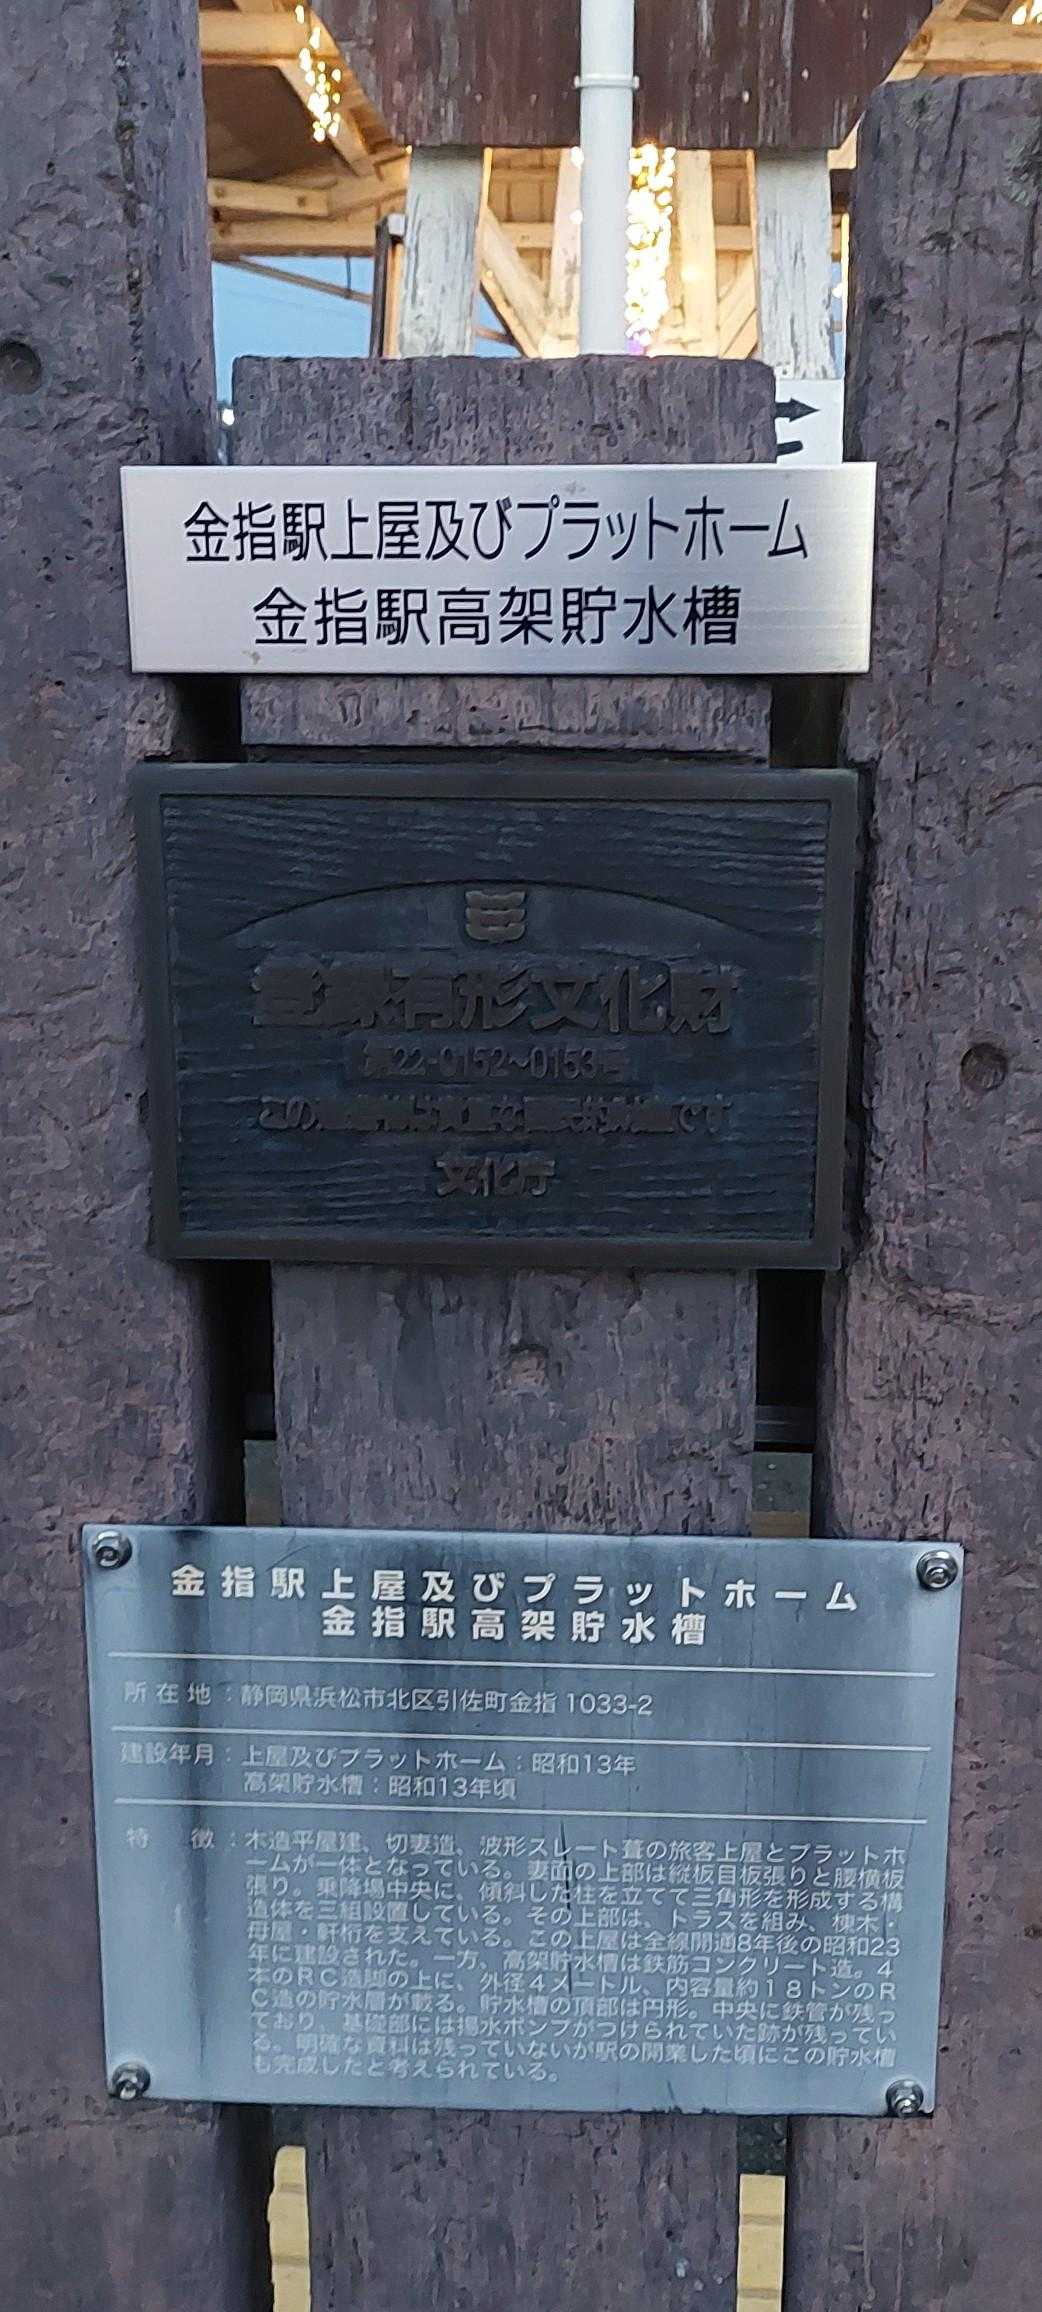 金指駅上屋及びプラットホーム
金指駅高架貯水槽
登録有形文化財
第22-0152~0153号
この建造物は貴重な国民的財産です
文化庁
金指駅上屋及びプラットホーム
金指駅高架貯水槽
所在地：静岡県浜松市北区引佐町金指 1033-2
建設年月：上屋及びプラットホーム：昭和13年
高架貯水槽：昭和13年頃
特 徴：木造平屋建、切妻造、波形スレート葺の旅客上屋とプラットホ
ームが一体となっている。妻面の上部は縦板目板張りと腰横板
張り。乗降場中央に、傾斜した柱を立てて三角形を形成する構
造体を三組設置している。その上部は、トラスを組み、棟木・
母屋・軒桁を支えている。この上屋は全線開通8年後の昭和23
年に建設された。一方、高架貯水槽は鉄筋コンクリート造。4
本のRC造脚の上に、外径4メートル、内容量約18トンのR
C造の貯水層が載る。貯水槽の頂部は円形。中央に鉄管が残っ
ており、基礎部には揚水ポンプがつけられていた跡が残ってい
る。明確な資料は残っていないが駅の開業した頃にこの貯水槽
も完成したと考えられている。